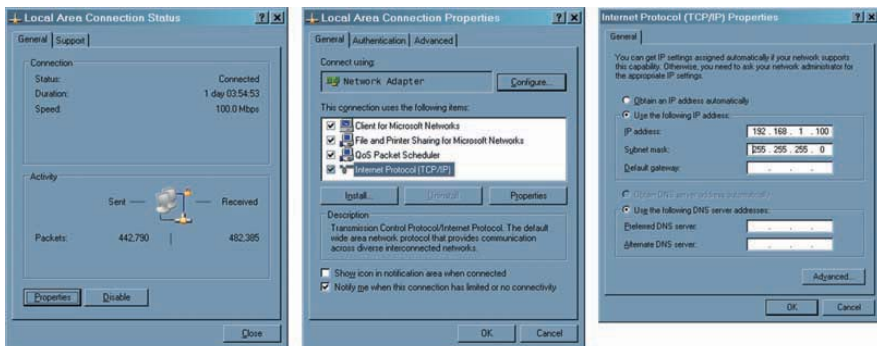 Local Area Connection Status
General
Support
Connection
Status: Connected
Duration: 1 day 03:54:53
Speed: 100.0 Mbps
Activity
Sent
Received
Packets: 442,790 | 482,385
Properties
Disable
Close
Local Area Connection Properties
General
Authentication
Advanced
Connect using:
Network Adapter
Configure...
This connection uses the following items:
Client for Microsoft Networks
File and Printer Sharing for Microsoft Networks
QoS Packet Scheduler
Internet Protocol (TCP/IP)
Install...
Uninstall
Properties
Description
Transmission Control Protocol/Internet Protocol. The default
wide area network protocol that provides communication
across diverse interconnected networks.
Show icon in notification area when connected
Notify me when this connection has limited or no connectivity
OK
Cancel
Internet Protocol (TCP/IP) Properties
General
You can get IP settings assigned automatically if your network supports
this capability. Otherwise, you need to ask your network administrator for
the appropriate IP settings.
Obtain an IP address automatically
Use the following IP address:
IP address: 192 . 168 . 1 . 100
Subnet mask: 255 . 255 . 255 . 0
Default gateway: . . .
Obtain DNS server address automatically
Use the following DNS server addresses:
Preferred DNS server: . . .
Alternate DNS server: . . .
Advanced...
OK
Cancel